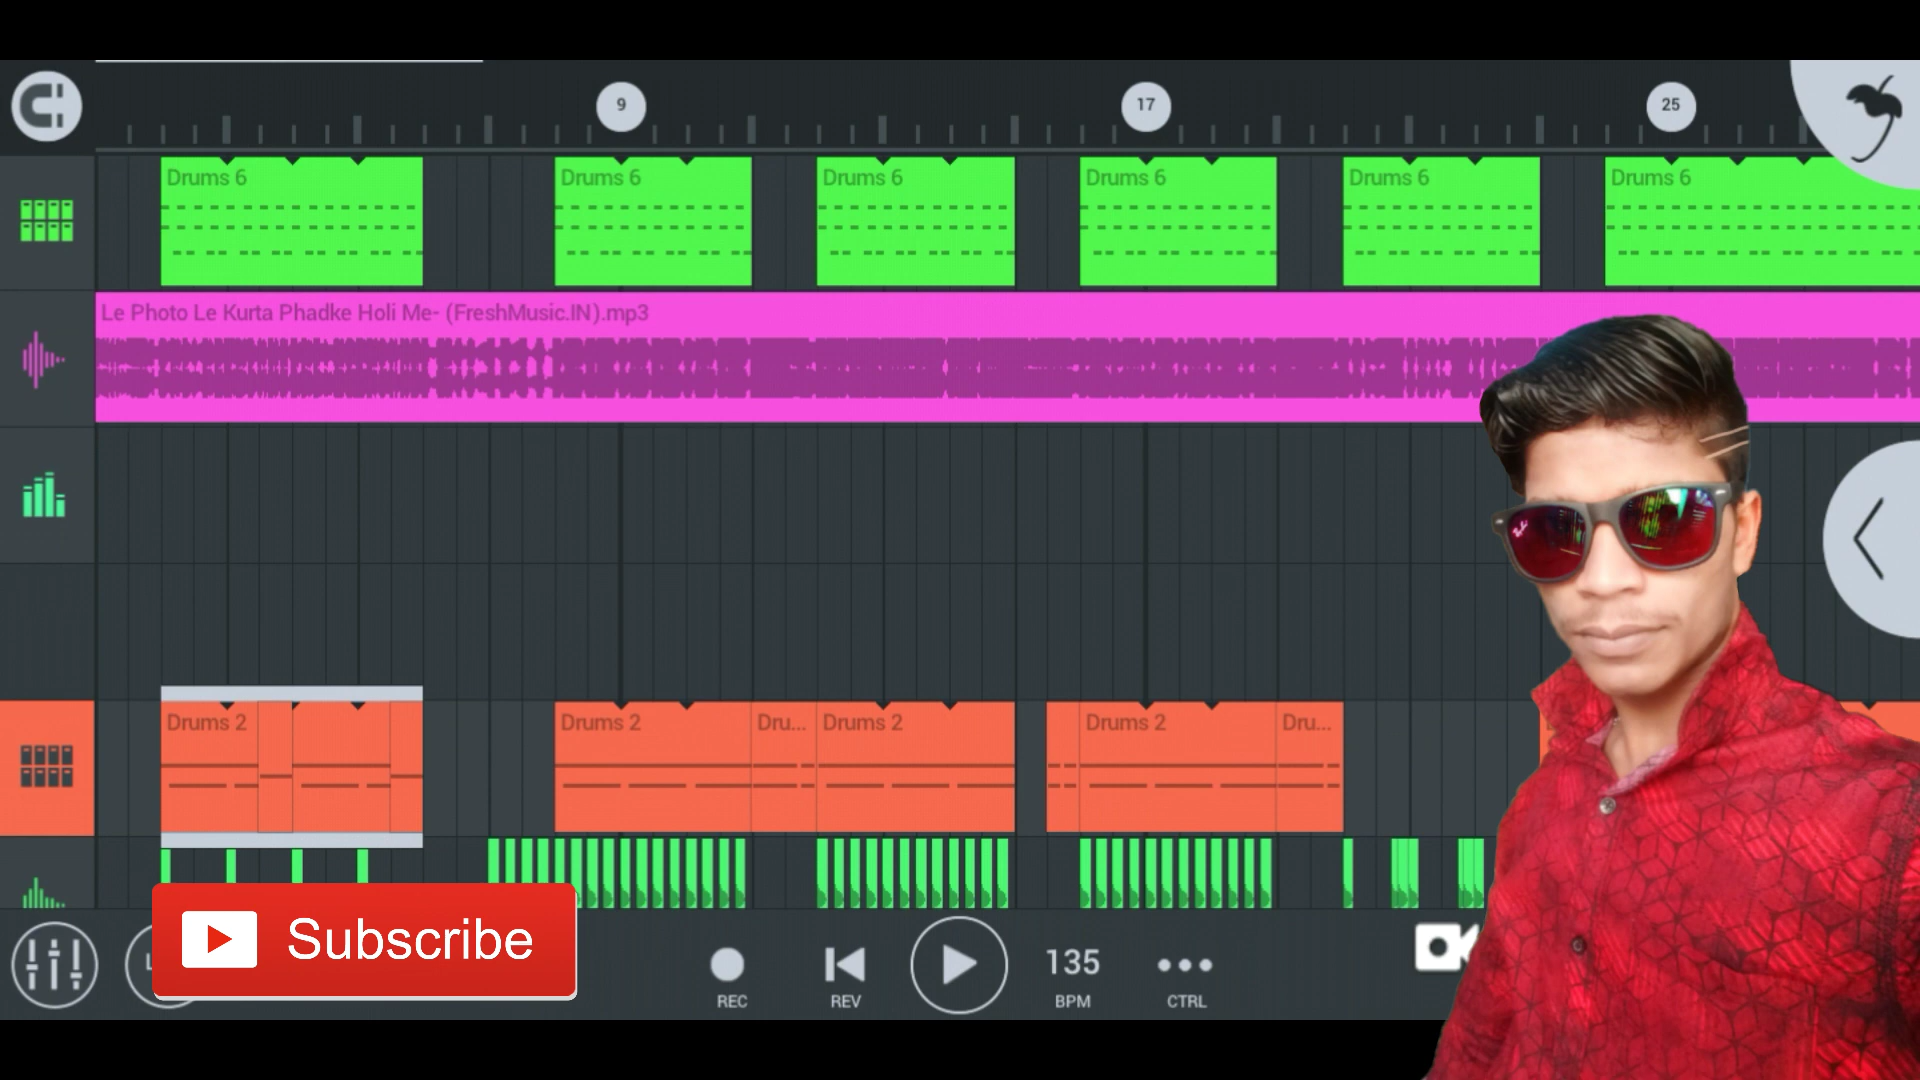 9
17
25
Drums 6
Drums 6
Drums 6
Drums 6
Drums 6
Drums 6
Le Photo Le Kurta Phadke Holi Me- (FreshMusic.IN).mp3
Drums 2
Drums 2
Dru...
Drums 2
Drums 2
Dru...
Subscribe
135
REC
REV
BPM
CTRL